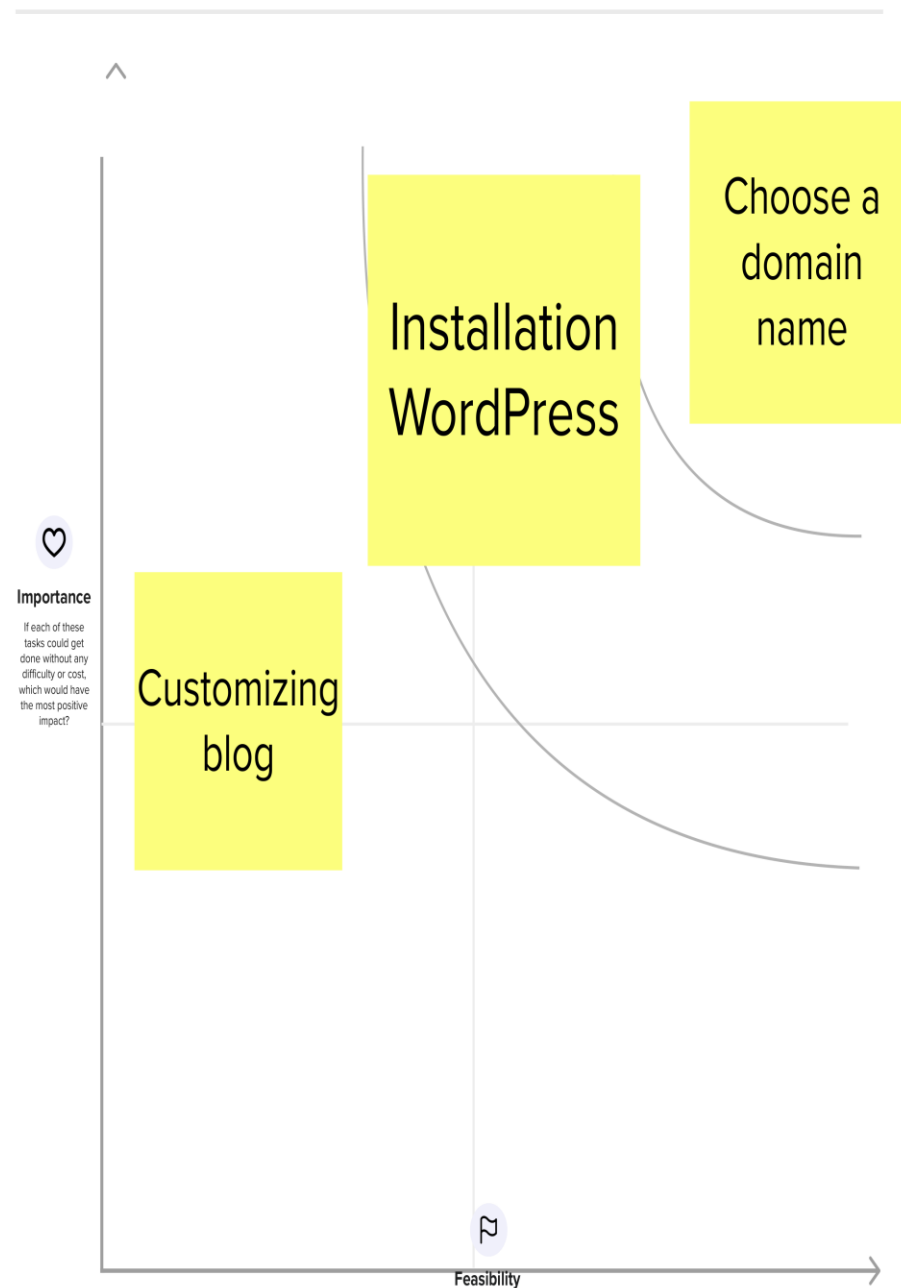 Choose a
domain
name
Installation
WordPress
Importance
If each of these
tasks could get
done without any
difficulty or cost,
which would have
the most positive
impact?
Customizing
blog
Feasibility